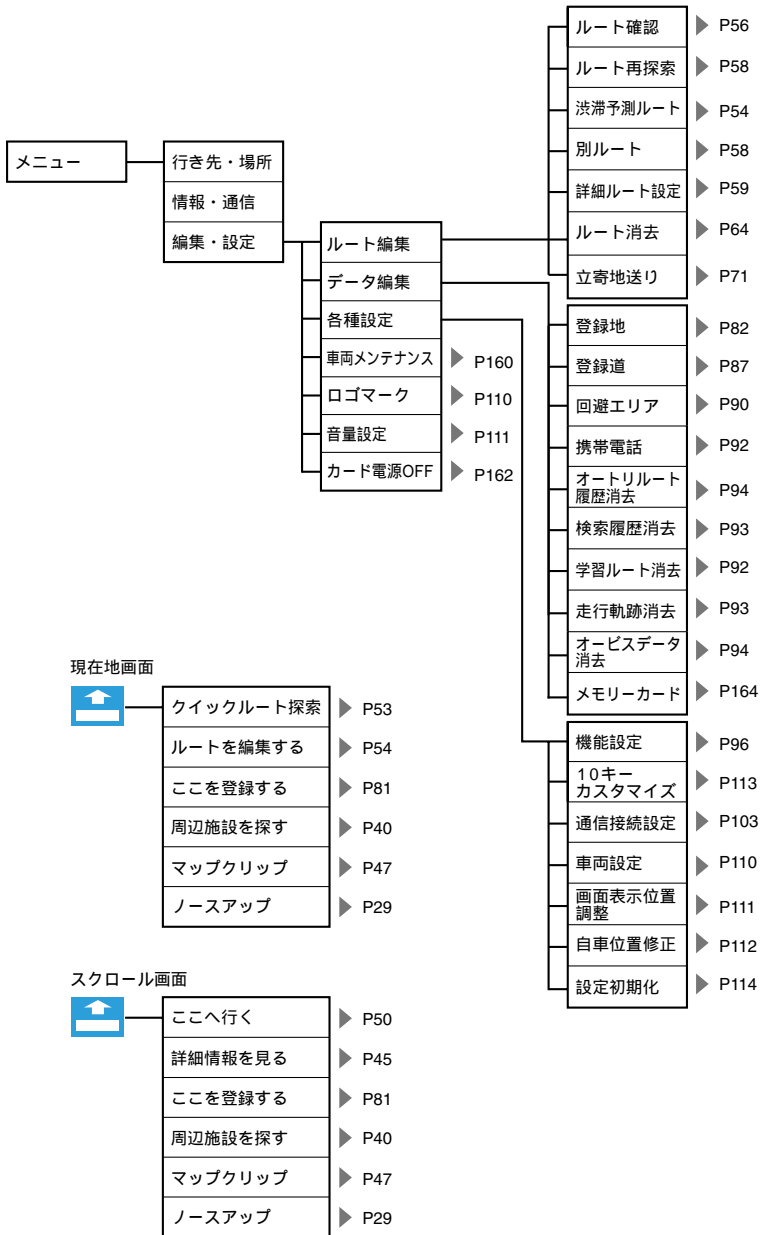 メニュー
行き先・場所
情報・通信
編集・設定
ルート編集
データ編集
各種設定
車両メンテナンス P160
ロゴマーク P110
音量設定 P111
カード電源OFF P162
ルート確認 P56
ルート再探索 P58
渋滞予測ルート P54
別ルート P58
詳細ルート設定 P59
ルート消去 P64
立寄地送り P71
登録地 P82
登録道 P87
回避エリア P90
携帯電話 P92
オートリルート
履歴消去 P94
検索履歴消去 P93
学習ルート消去 P92
走行軌跡消去 P93
オービスデータ
消去 P94
メモリーカード P164
機能設定 P96
10キー
カスタマイズ P113
通信接続設定 P103
車両設定 P110
画面表示位置
調整 P111
自車位置修正 P112
設定初期化 P114
現在地画面
クイックルート探索 P53
ルートを編集する P54
ここを登録する P81
周辺施設を探す P40
マップクリップ P47
ノースアップ P29
スクロール画面
ここへ行く P50
詳細情報を見る P45
ここを登録する P81
周辺施設を探す P40
マップクリップ P47
ノースアップ P29